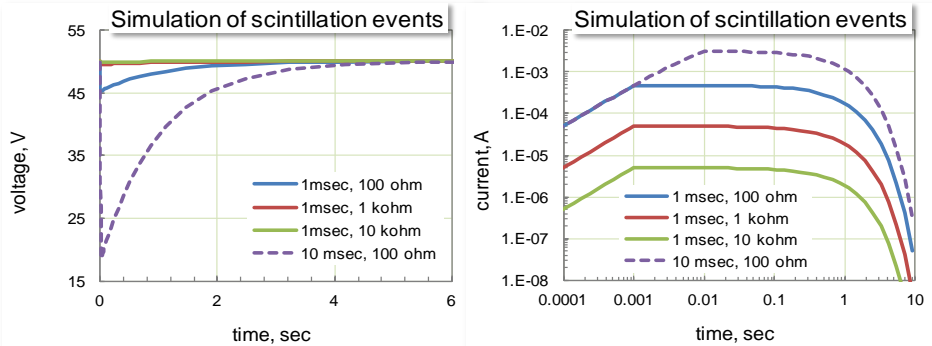 Simulation of scintillation events
55
45
35
25
15
voltage, V
0
2
4
6
time, sec
1msec, 100 ohm
1msec, 1 kohm
1msec, 10 kohm
10 msec, 100 ohm
Simulation of scintillation events
1.E-02
1.E-03
1.E-04
1.E-05
1.E-06
1.E-07
1.E-08
current, A
0.0001
0.001
0.01
0.1
1
10
time, sec
1 msec, 100 ohm
1 msec, 1 kohm
1 msec, 10 kohm
10 msec, 100 ohm